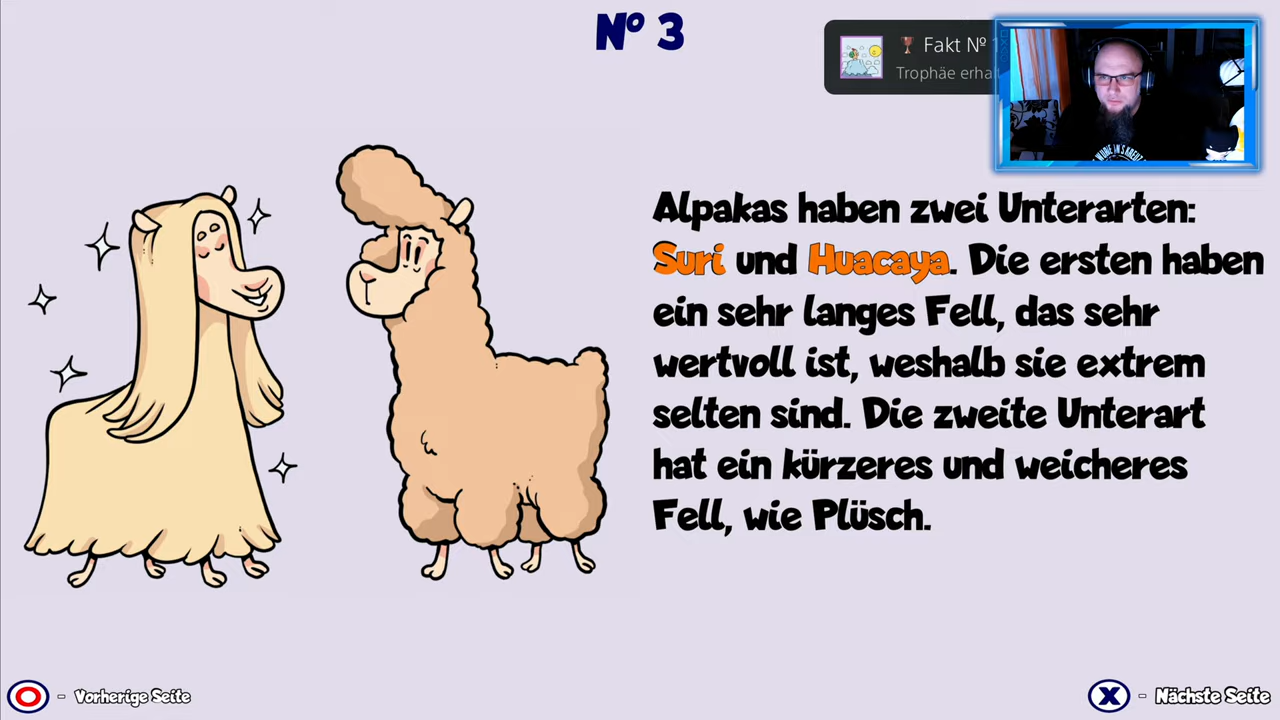 Nº 3
Fakt Nº 1
Trophäe
Alpakas haben zwei Unterarten:
Suri und Huacaya. Die ersten haben
ein sehr langes Fell, das sehr
wertvoll ist, weshalb sie extrem
selten sind. Die zweite Unterart
hat ein kürzeres und weicheres
Fell, wie Plüsch.
- Vorherige Seite
X - Nächste Seite